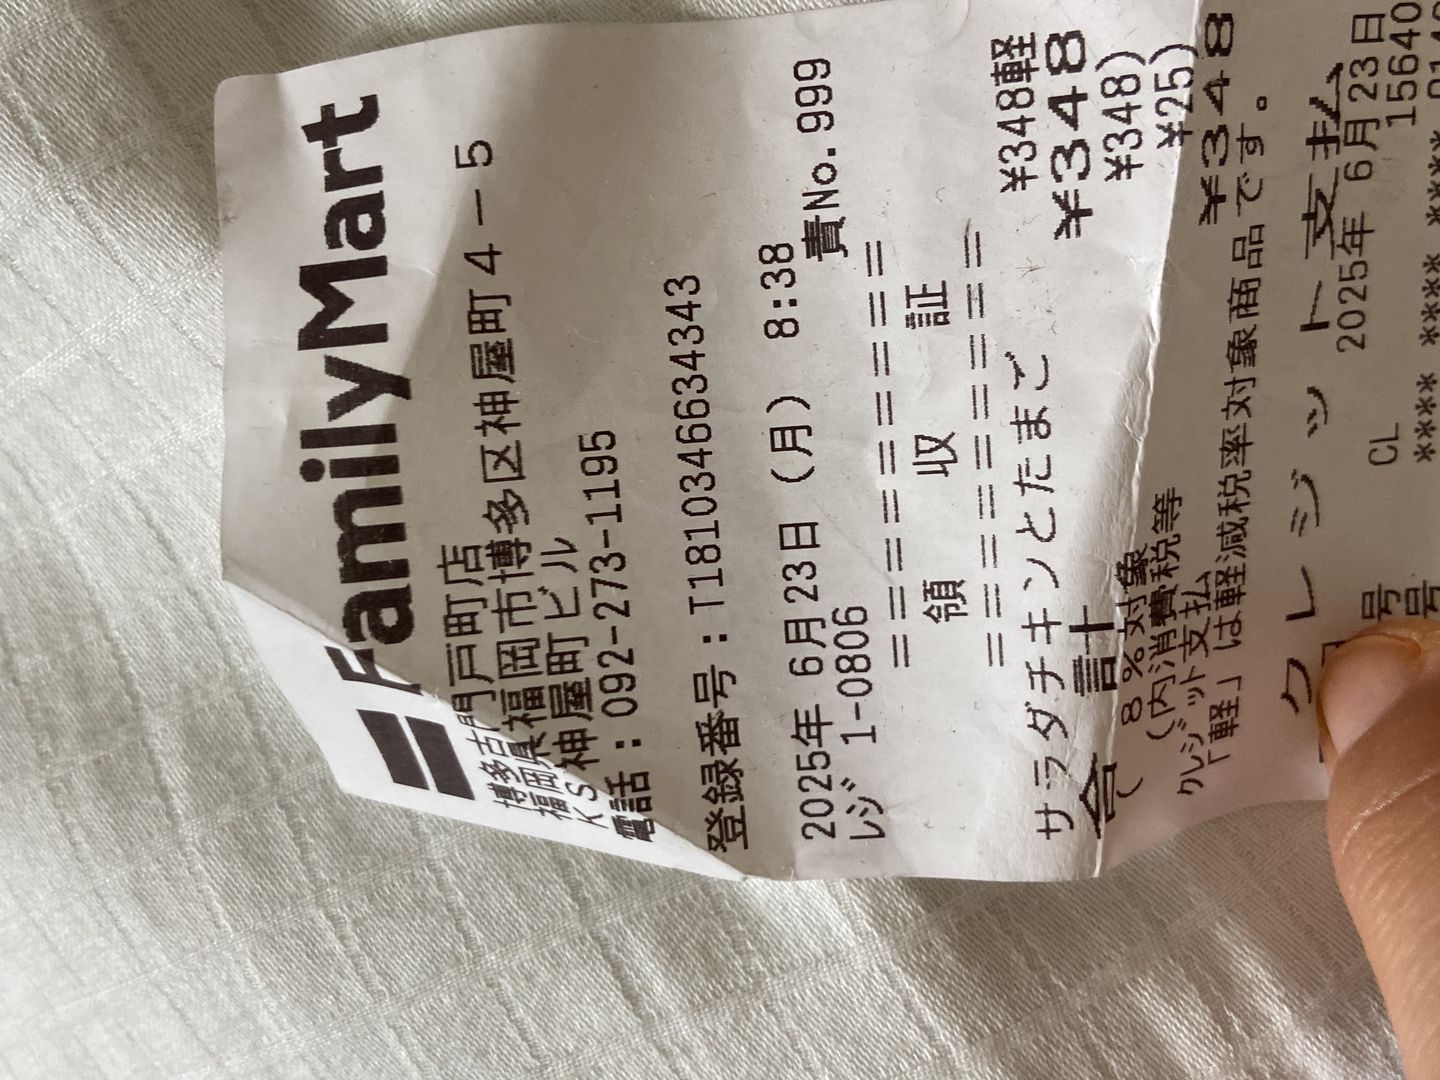 FamilyMart
博多古門戸町店
福岡県福岡市博多区神屋町4－5
KS神屋町ビル
電話：092-273-1195
登録番号：T1810346634343
2025年 6月23日（月） 8:38
レジ 1-0806 責No.999
==============
領 収 証
==============
サラダチキンとたまご ¥348軽
合 計 ¥348
（ 8％対象 ¥348）
（内消費税等 ¥25）
クレジット支払 ¥348
「軽」は軽減税率対象商品です。
クレジット支払
2025年 6月23日
号 CL 15640
号 **** **** ****